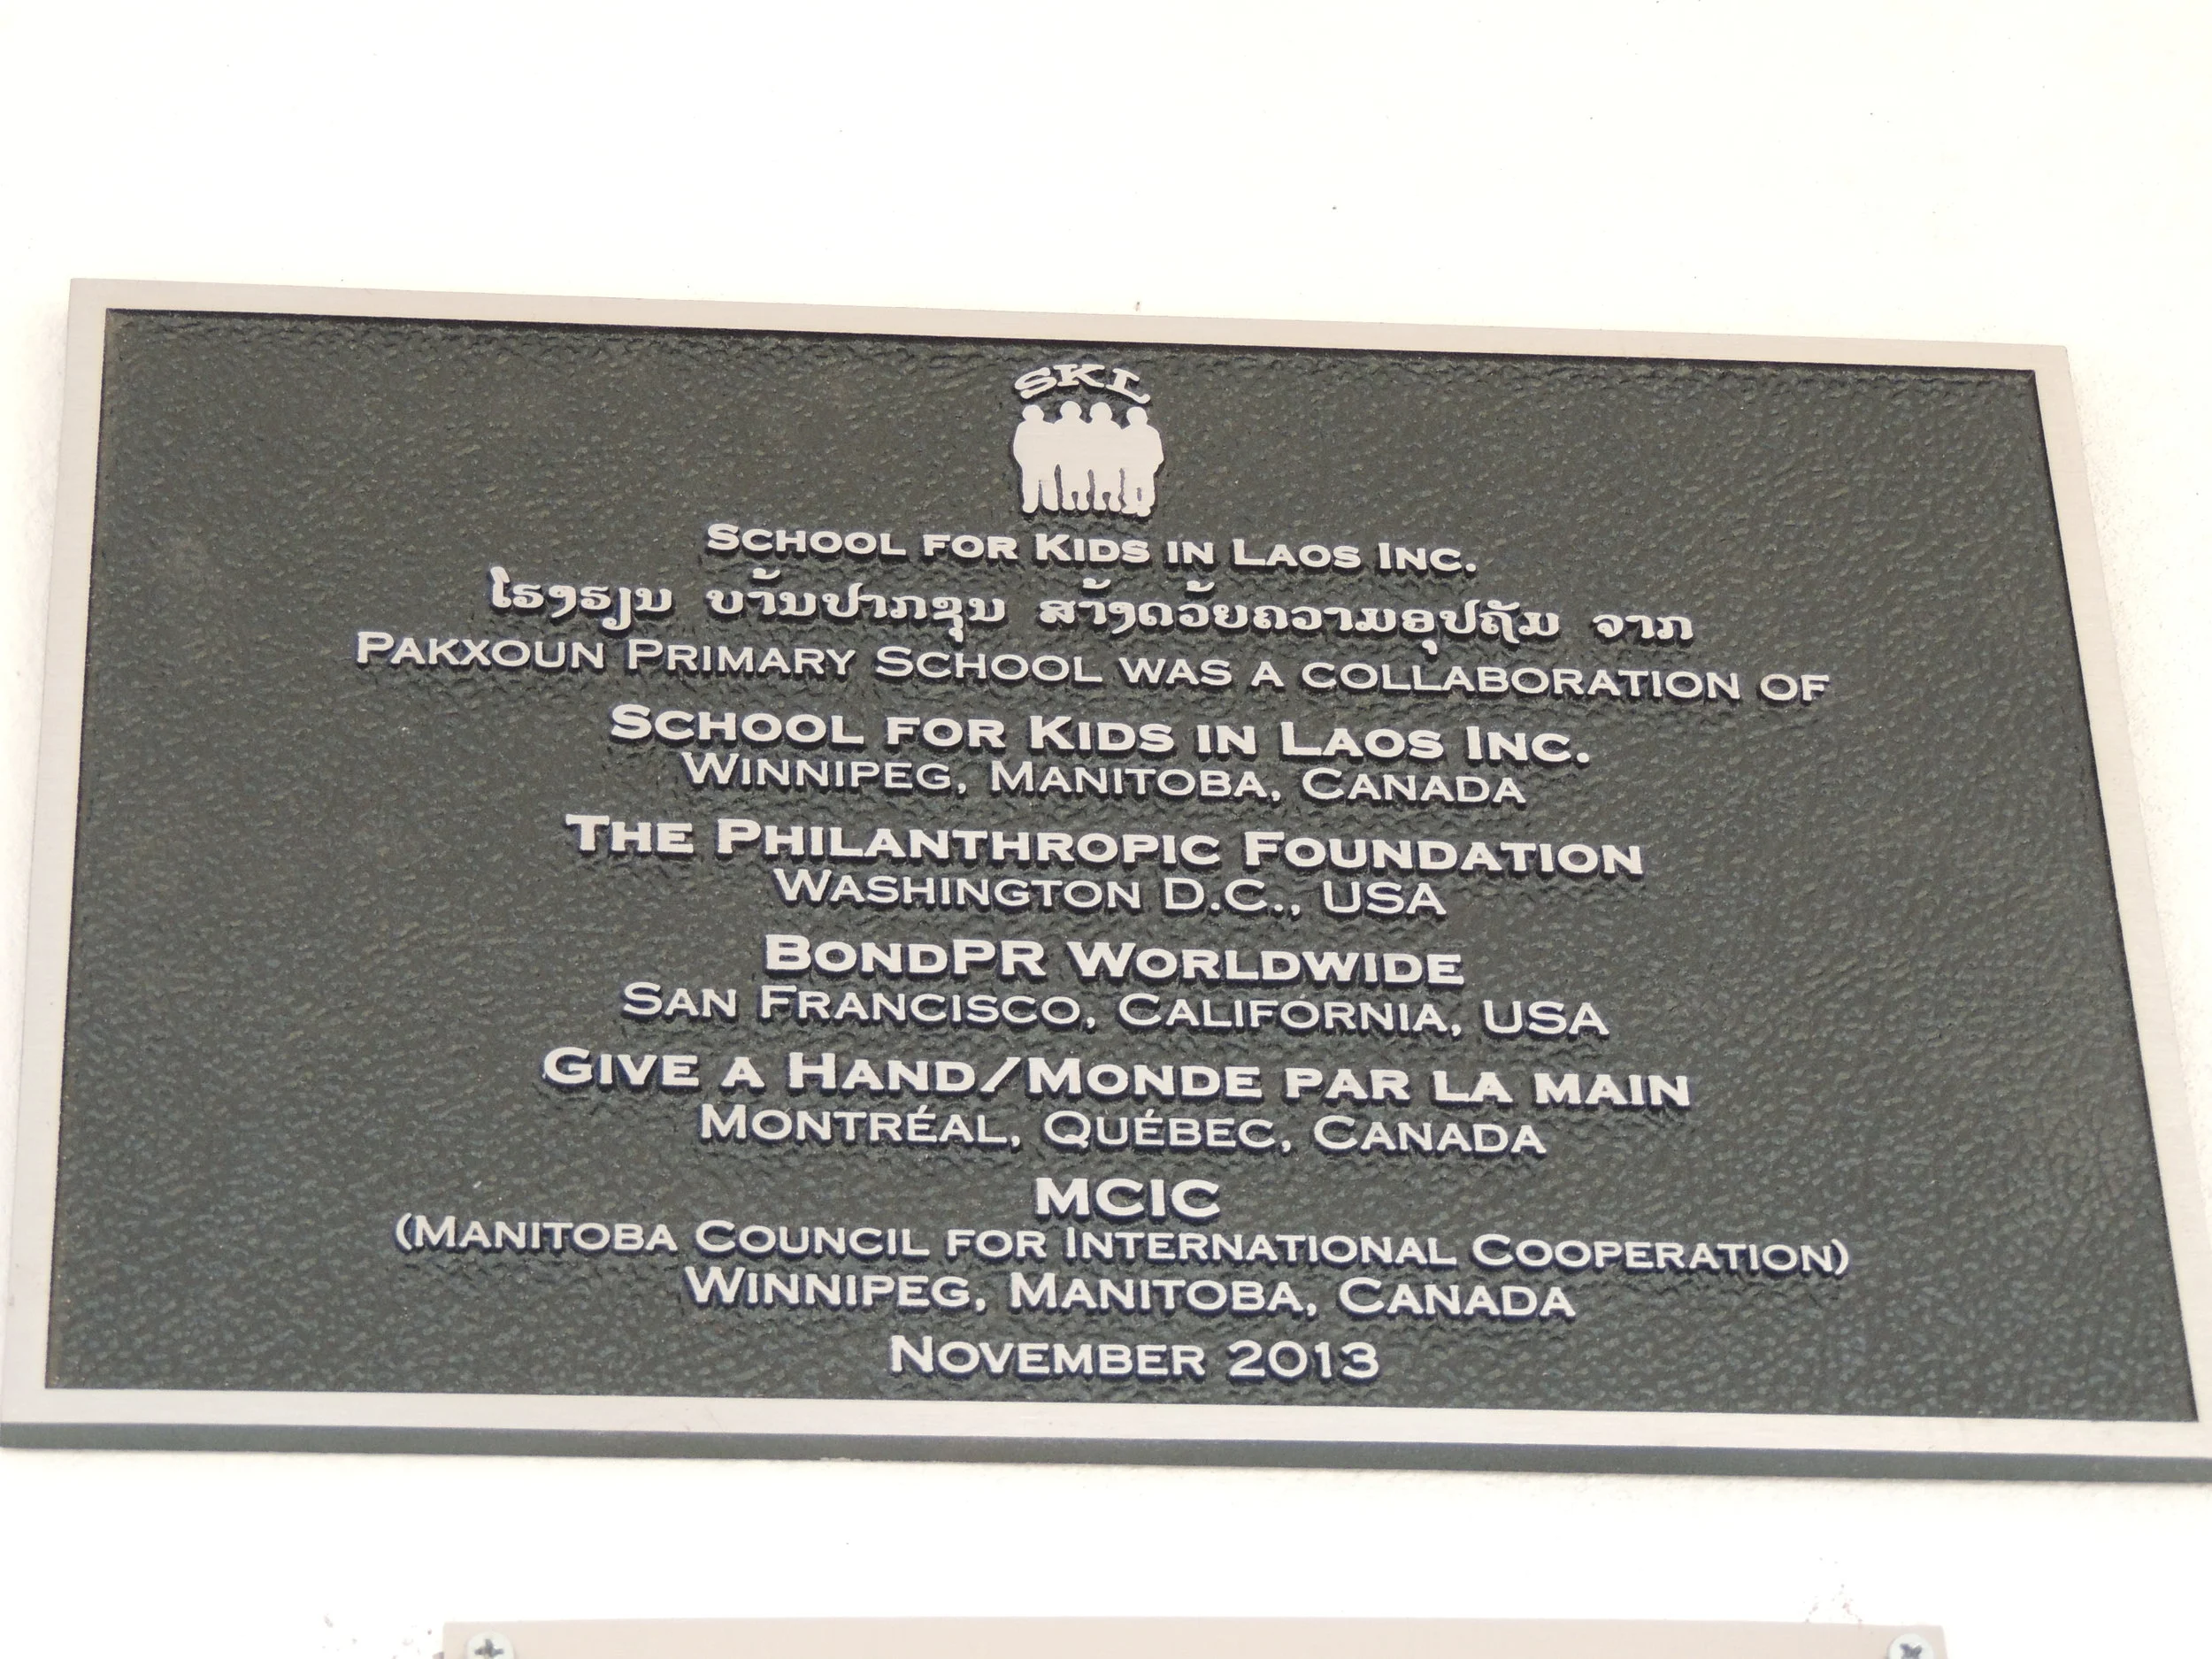 SKL
SCHOOL FOR KIDS IN LAOS INC.
ໂຮງຮຽນ ບ້ານປາກຊຸນ ສ້າງດວ້ຍຄວາມອຸປຖັມ ຈາກ
PAKXOUN PRIMARY SCHOOL WAS A COLLABORATION OF
SCHOOL FOR KIDS IN LAOS INC.
WINNIPEG, MANITOBA, CANADA
THE PHILANTHROPIC FOUNDATION
WASHINGTON D.C., USA
BONDPR WORLDWIDE
SAN FRANCISCO, CALIFORNIA, USA
GIVE A HAND/MONDE PAR LA MAIN
MONTRÉAL, QUÉBEC, CANADA
MCIC
(MANITOBA COUNCIL FOR INTERNATIONAL COOPERATION)
WINNIPEG, MANITOBA, CANADA
NOVEMBER 2013